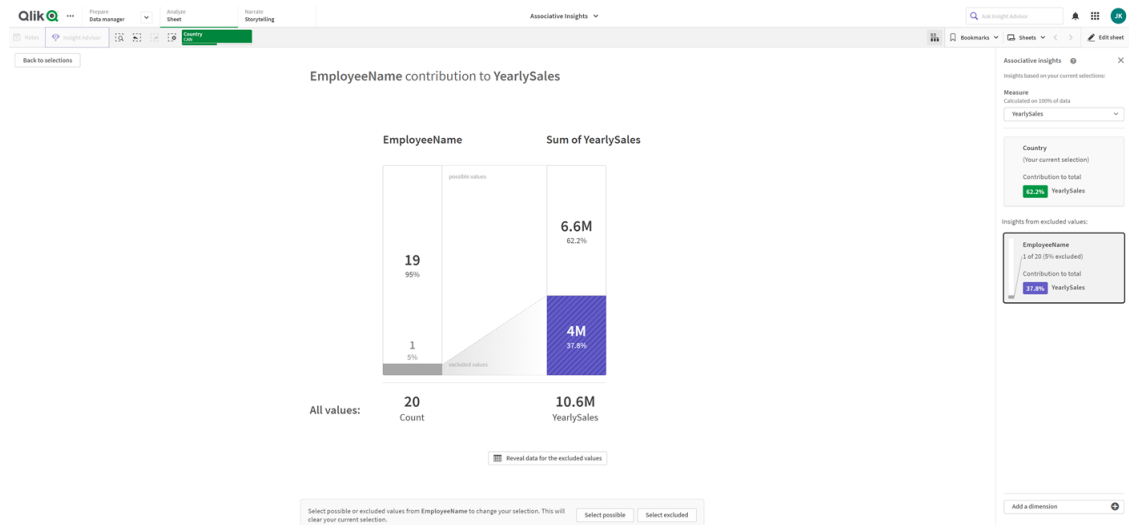 Qlik
Prepare
Data manager
Analyze
Sheet
Narrate
Storytelling
Associative Insights
Ask Insight Advisor
JK
Notes
Insight Advisor
Country
CAN
Bookmarks
Sheets
Edit sheet
Back to selections
EmployeeName contribution to YearlySales
EmployeeName
Sum of YearlySales
possible values
6.6M
62.2%
19
95%
4M
37.8%
1
5%
excluded values
All values:
20
Count
10.6M
YearlySales
Reveal data for the excluded values
Select possible or excluded values from EmployeeName to change your selection. This will
clear your current selection.
Select possible
Select excluded
Associative insights
Insights based on your current selections:
Measure
Calculated on 100% of data
YearlySales
Country
(Your current selection)
Contribution to total
62.2% YearlySales
Insights from excluded values:
EmployeeName
1 of 20 (5% excluded)
Contribution to total
37.8% YearlySales
Add a dimension